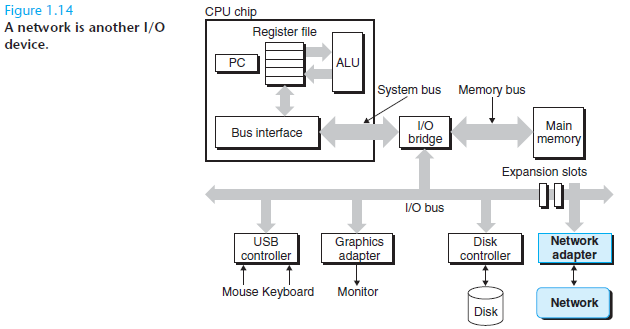 Figure 1.14
A network is another I/O
device.
CPU chip
Register file
PC
ALU
System bus
Memory bus
Bus interface
I/O
bridge
Main
memory
Expansion slots
I/O bus
USB
controller
Graphics
adapter
Disk
controller
Network
adapter
Mouse Keyboard
Monitor
Disk
Network